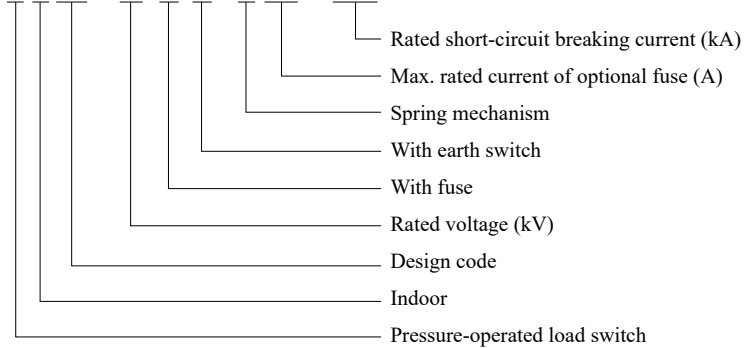 Rated short-circuit breaking current (kA)
Max. rated current of optional fuse (A)
Spring mechanism
With earth switch
With fuse
Rated voltage (kV)
Design code
Indoor
Pressure-operated load switch